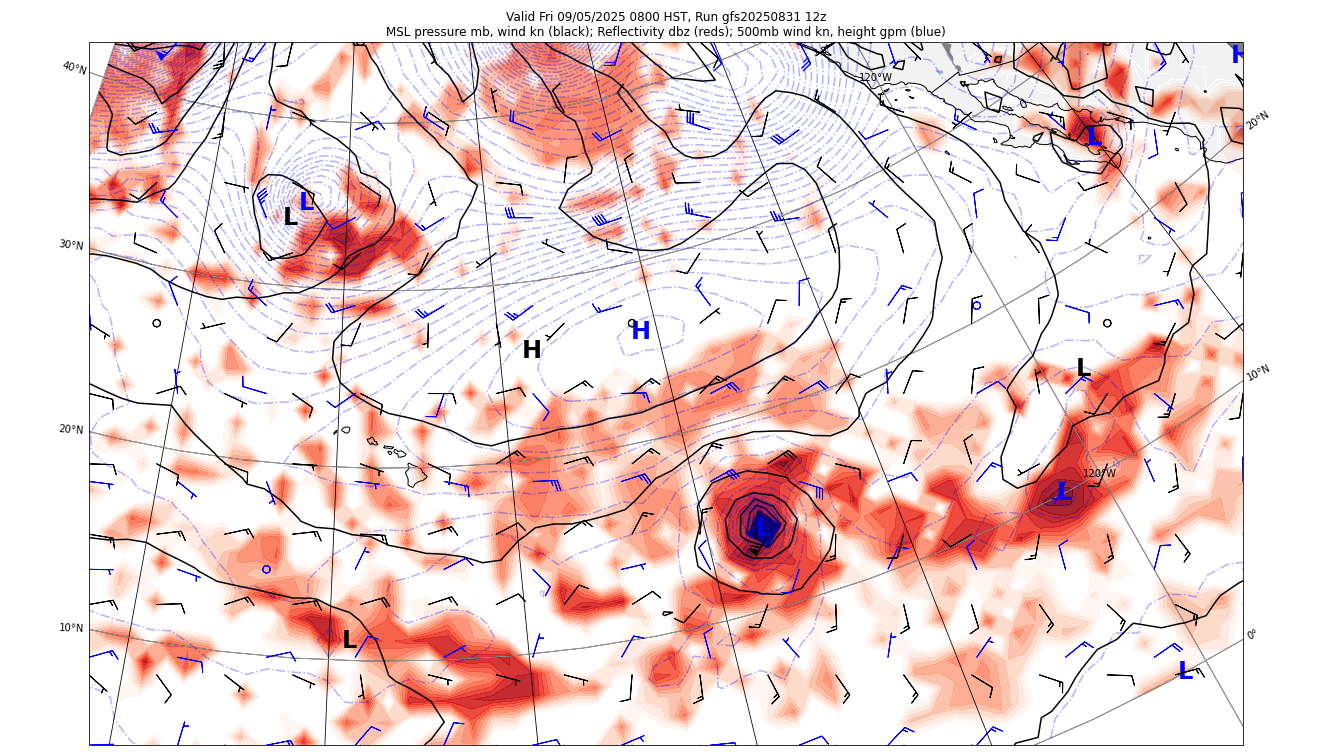 Valid Fri 09/05/2025 0800 HST, Run gfs20250831 12z
MSL pressure mb, wind kn (black); Reflectivity dbz (reds); 500mb wind kn, height gpm (blue)
H
40°N
120°W
20°N
L
L
L
30°N
H
H
L
10°N
20°N
120°W
L
L
10°N
L
0°
L